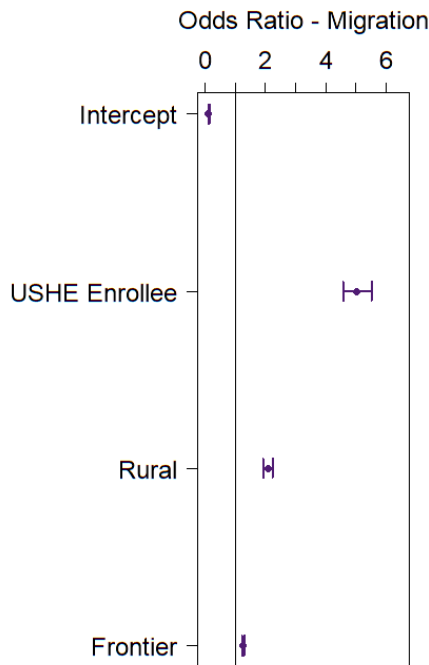 Odds Ratio - Migration
0 2 4 6
Intercept
USHE Enrollee
Rural
Frontier